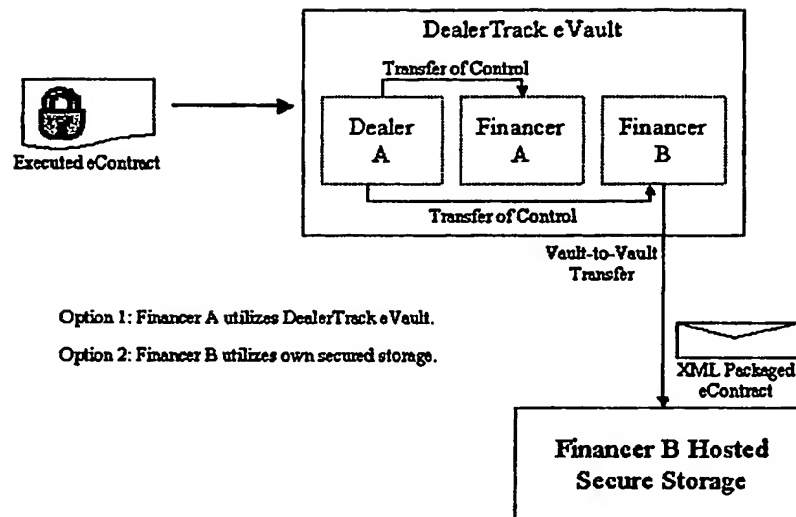 DealerTrack eVault
Transfer of Control
Dealer
A
Financer
A
Financer
B
Executed eContract
Transfer of Control
Vault-to-Vault
Transfer
Option 1: Financer A utilizes DealerTrack eVault.
Option 2: Financer B utilizes own secured storage.
XML Packaged
eContract
Financer B Hosted
Secure Storage